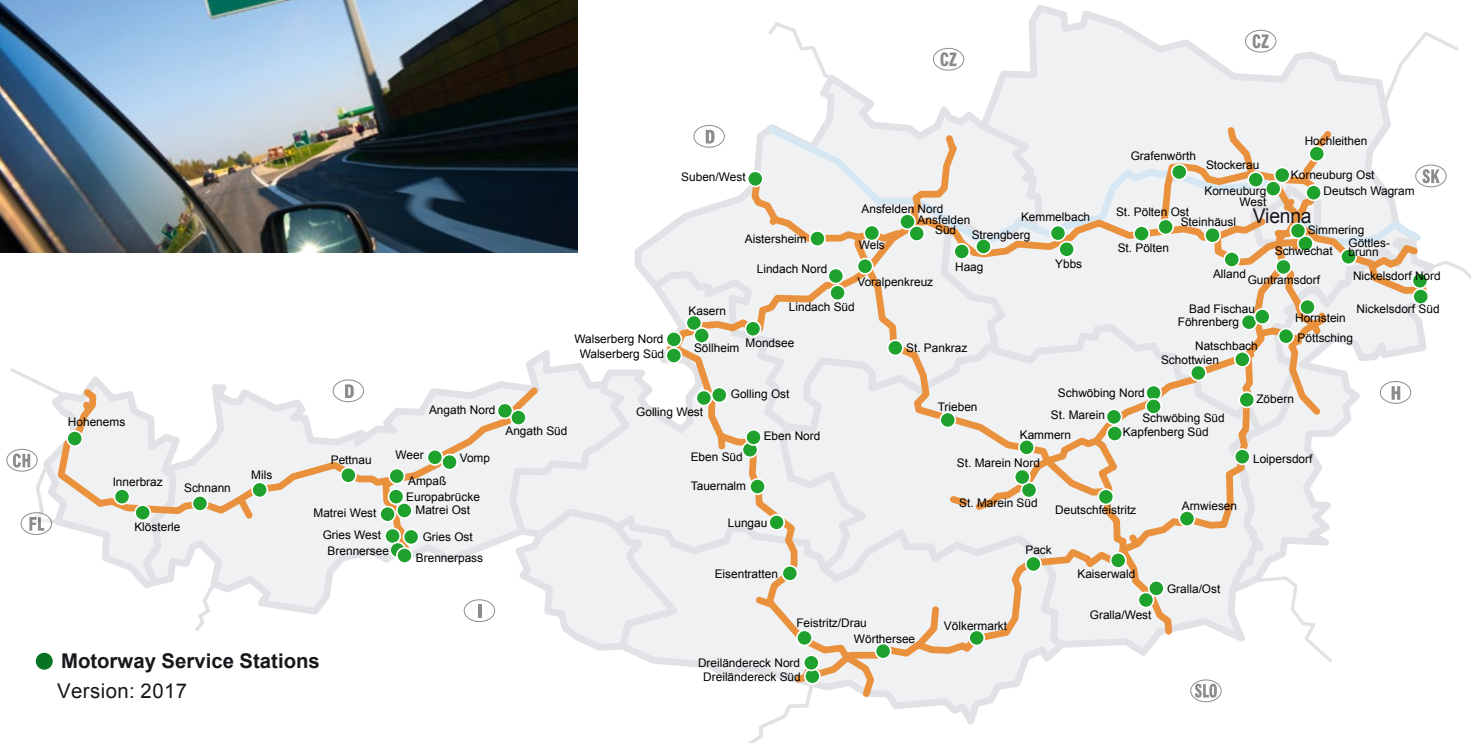 CZ
CZ
D
SK
Hochleithen
Grafenwörth
Stockerau
Korneuburg Ost
Korneuburg
West
Deutsch Wagram
Suben/West
Vienna
Ansfelden Nord
Ansfelden
Süd
Kemmelbach
St. Pölten Ost
Steinhäusl
Simmering
Aistersheim
Wels
Strengberg
Haag
Ybbs
St. Pölten
Alland
Schwechat
Göttles-
brunn
Guntramsdorf
Lindach Nord
Voralpenkreuz
Lindach Süd
Nickelsdorf Nord
Nickelsdorf Süd
Kasern
Bad Fischau
Föhrenberg
Hornstein
Walserberg Nord
Walserberg Süd
Söllheim
Mondsee
St. Pankraz
Natschbach
Pöttsching
Schottwien
D
H
Golling Ost
Golling West
Angath Nord
Angath Süd
Trieben
Schwöbing Nord
Schwöbing Süd
St. Marein
Kapfenberg Süd
Zöbern
Hohenems
Eben Nord
Eben Süd
Kammern
CH
Pettnau
Weer
Vomp
Loipersdorf
Innerbraz
Schnann
Mils
Ampaß
Europabrücke
Tauernalm
St. Marein Nord
St. Marein Süd
Klösterle
FL
Matrei West
Matrei Ost
Lungau
Deutschfeistritz
Arnwiesen
Gries West
Gries Ost
Brennersee
Brennerpass
Pack
Eisentratten
Kaiserwald
Gralla/Ost
Gralla/West
I
Feistritz/Drau
Wörthersee
Völkermarkt
Dreiländereck Nord
Dreiländereck Süd
SLO
Motorway Service Stations
Version: 2017